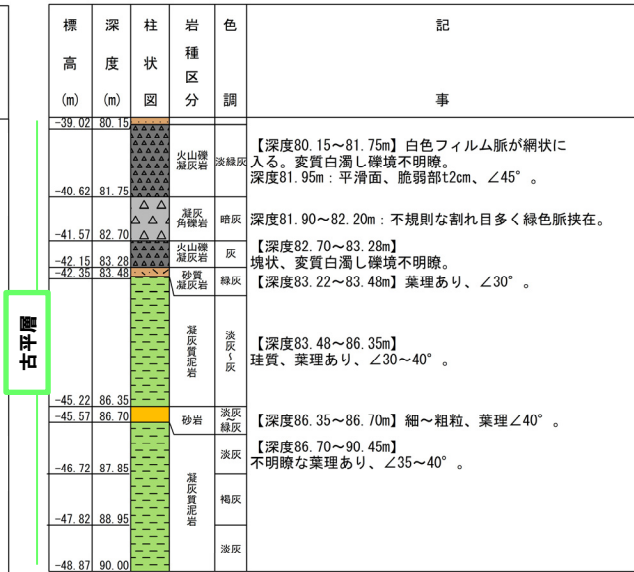 古平層
標高(m) 深度(m) 柱状図 岩種区分 色調 記事
-39.02 80.15
火山礫凝灰岩 淡緑灰
【深度80.15～81.75m】白色フィルム脈が網状に
入る。変質白濁し礫境不明瞭。
深度81.95m：平滑面、脆弱部t2cm、∠45°。
-40.62 81.75
凝灰角礫岩 暗灰 深度81.90～82.20m：不規則な割れ目多く緑色脈挟在。
-41.57 82.70
火山礫凝灰岩 灰
【深度82.70～83.28m】
塊状、変質白濁し礫境不明瞭。
-42.15 83.28
砂質凝灰岩 緑灰 【深度83.22～83.48m】葉理あり、∠30°。
-42.35 83.48
凝灰質泥岩 淡灰～灰
【深度83.48～86.35m】
珪質、葉理あり、∠30～40°。
-45.22 86.35
砂岩 淡灰～緑灰 【深度86.35～86.70m】細～粗粒、葉理∠40°。
-45.57 86.70
凝灰質泥岩 淡灰
【深度86.70～90.45m】
不明瞭な葉理あり、∠35～40°。
-46.72 87.85
褐灰
-47.82 88.95
淡灰
-48.87 90.00